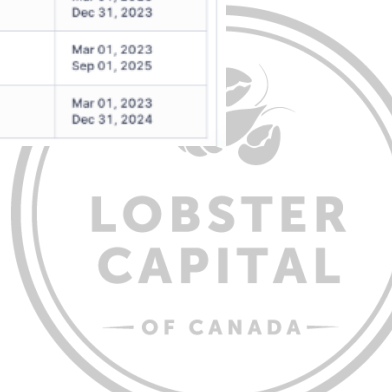 Dec 31, 2023
Mar 01, 2023
Sep 01, 2025
Mar 01, 2023
Dec 31, 2024
LOBSTER
CAPITAL
OF CANADA